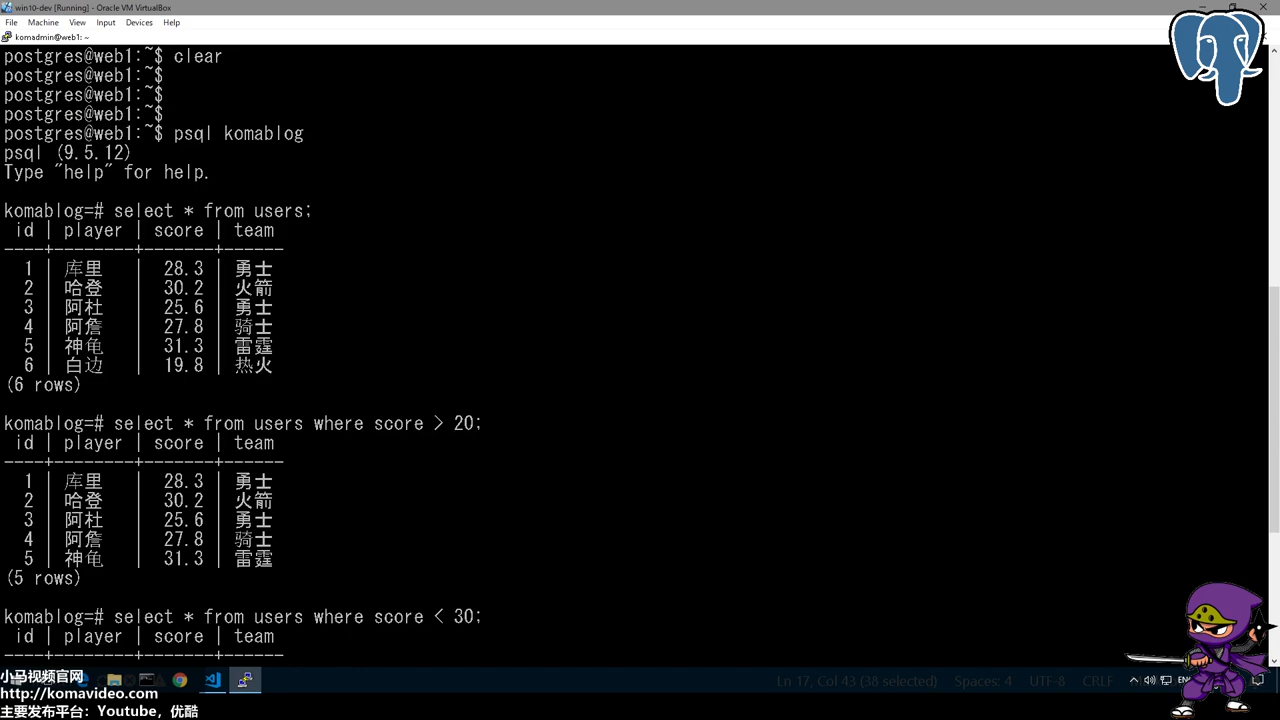 win10-dev [Running] - Oracle VM VirtualBox
File Machine View Input Devices Help
komadmin@web1: ~
postgres@web1:~$ clear
postgres@web1:~$
postgres@web1:~$
postgres@web1:~$
postgres@web1:~$ psql komablog
psql (9.5.12)
Type "help" for help.
komablog=# select * from users;
id | player | score | team
----+--------+-------+------
1 | 库里 | 28.3 | 勇士
2 | 哈登 | 30.2 | 火箭
3 | 阿杜 | 25.6 | 勇士
4 | 阿詹 | 27.8 | 骑士
5 | 神龟 | 31.3 | 雷霆
6 | 白边 | 19.8 | 热火
(6 rows)
komablog=# select * from users where score > 20;
id | player | score | team
----+--------+-------+------
1 | 库里 | 28.3 | 勇士
2 | 哈登 | 30.2 | 火箭
3 | 阿杜 | 25.6 | 勇士
4 | 阿詹 | 27.8 | 骑士
5 | 神龟 | 31.3 | 雷霆
(5 rows)
komablog=# select * from users where score < 30;
id | player | score | team
----+--------+-------+------
小马视频官网
http://komavideo.com
主要发布平台：Youtube，优酷
Ln 17, Col 43 (38 selected) Spaces: 4 UTF-8 CRLF
ENG